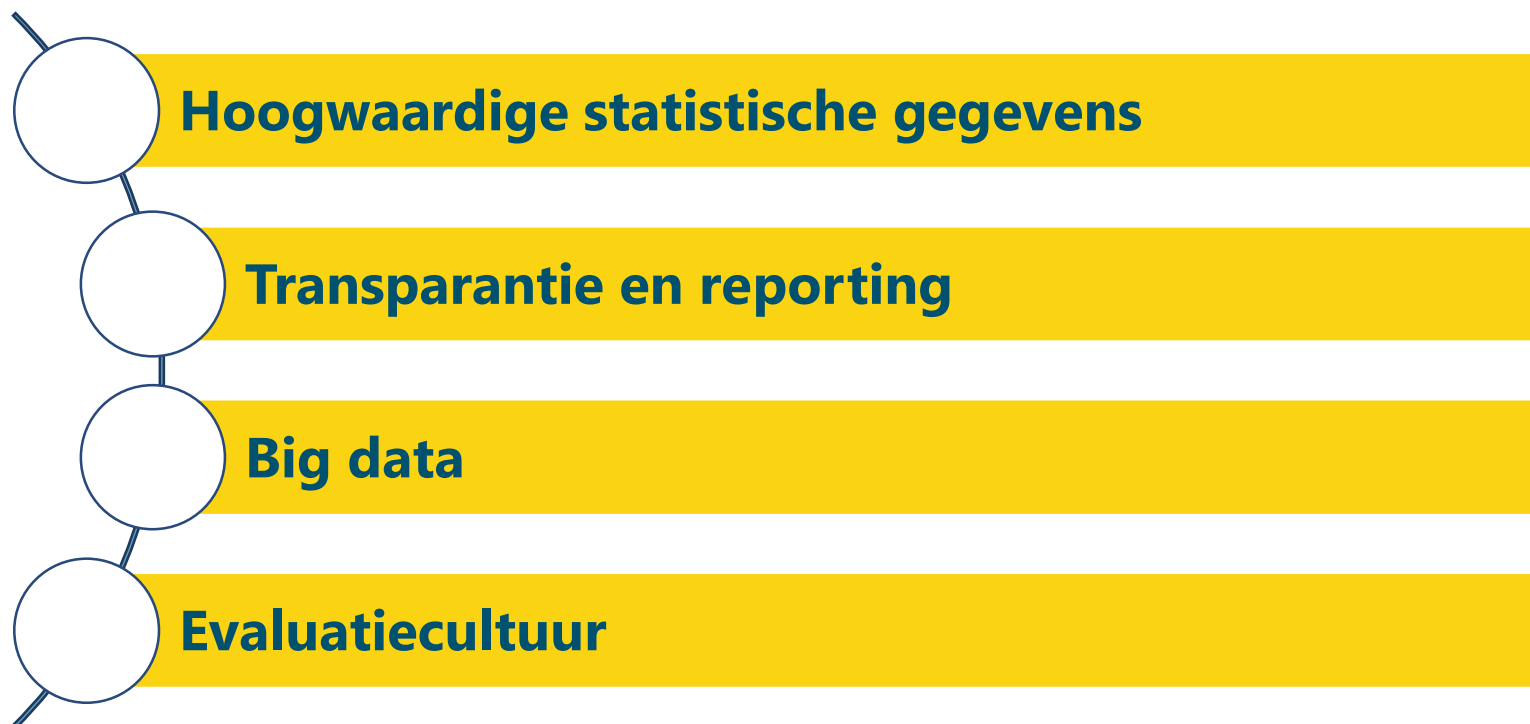 Hoogwaardige statistische gegevens
Transparantie en reporting
Big data
Evaluatiecultuur